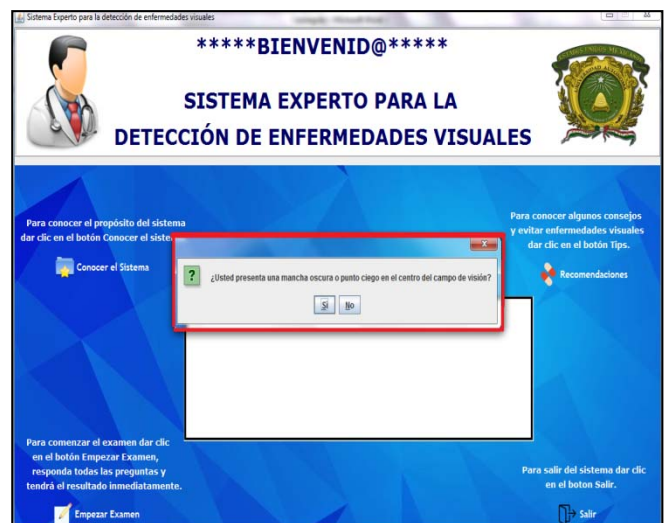 Sistema Experto para la detección de enfermedades visuales
*****BIENVENID@*****
SISTEMA EXPERTO PARA LA
DETECCIÓN DE ENFERMEDADES VISUALES
Para conocer el propósito del sistema
dar clic en el botón Conocer el siste
Conocer el Sistema
Para conocer algunos consejos
y evitar enfermedades visuales
dar clic en el botón Tips.
Recomendaciones
¿Usted presenta una mancha oscura o punto ciego en el centro del campo de visión?
Sí
No
Para comenzar el examen dar clic
en el botón Empezar Examen,
responda todas las preguntas y
tendrá el resultado inmediatamente.
Empezar Examen
Para salir del sistema dar clic
en el boton Salir.
Salir